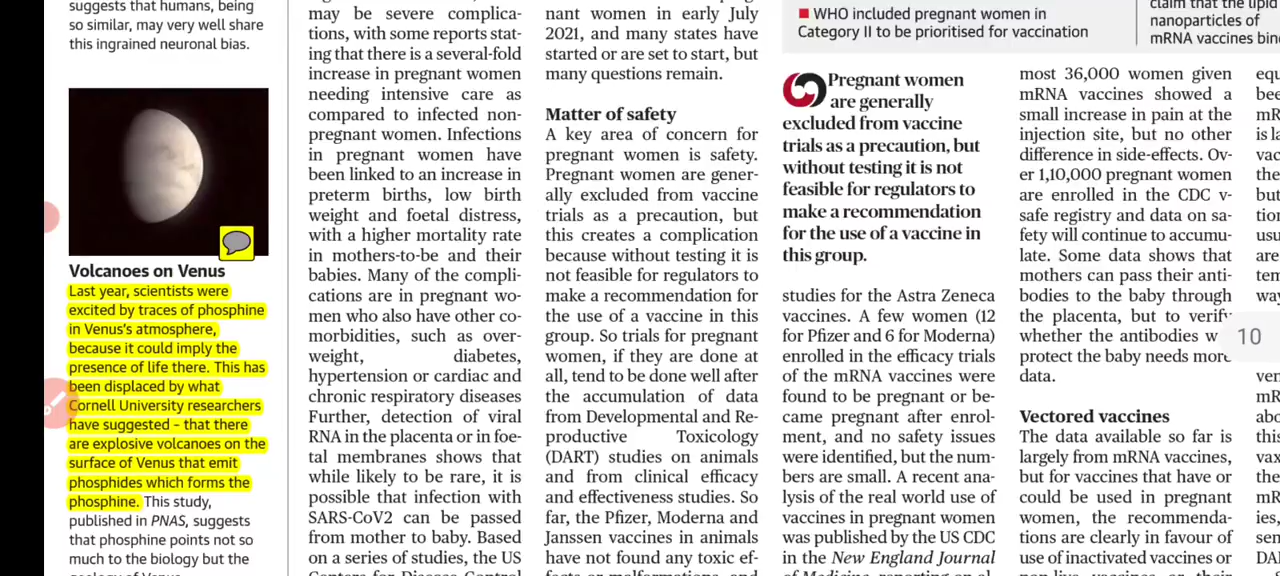 suggests that humans, being
so similar, may very well share
this ingrained neuronal bias.
Volcanoes on Venus
Last year, scientists were
excited by traces of phosphine
in Venus's atmosphere,
because it could imply the
presence of life there. This has
been displaced by what
Cornell University researchers
have suggested – that there
are explosive volcanoes on the
surface of Venus that emit
phosphides which forms the
phosphine. This study,
published in PNAS, suggests
that phosphine points not so
much to the biology but the
may be severe complica-
tions, with some reports stat-
ing that there is a several-fold
increase in pregnant women
needing intensive care as
compared to infected non-
pregnant women. Infections
in pregnant women have
been linked to an increase in
preterm births, low birth
weight and foetal distress,
with a higher mortality rate
in mothers-to-be and their
babies. Many of the compli-
cations are in pregnant wo-
men who also have other co-
morbidities, such as over-
weight, diabetes,
hypertension or cardiac and
chronic respiratory diseases
Further, detection of viral
RNA in the placenta or in foe-
tal membranes shows that
while likely to be rare, it is
possible that infection with
SARS-CoV2 can be passed
from mother to baby. Based
on a series of studies, the US
nant women in early July
2021, and many states have
started or are set to start, but
many questions remain.
Matter of safety
A key area of concern for
pregnant women is safety.
Pregnant women are gener-
ally excluded from vaccine
trials as a precaution, but
this creates a complication
because without testing it is
not feasible for regulators to
make a recommendation for
the use of a vaccine in this
group. So trials for pregnant
women, if they are done at
all, tend to be done well after
the accumulation of data
from Developmental and Re-
productive Toxicology
(DART) studies on animals
and from clinical efficacy
and effectiveness studies. So
far, the Pfizer, Moderna and
Janssen vaccines in animals
have not found any toxic ef-
WHO included pregnant women in
Category II to be prioritised for vaccination
Pregnant women
are generally
excluded from vaccine
trials as a precaution, but
without testing it is not
feasible for regulators to
make a recommendation
for the use of a vaccine in
this group.
studies for the Astra Zeneca
vaccines. A few women (12
for Pfizer and 6 for Moderna)
enrolled in the efficacy trials
of the mRNA vaccines were
found to be pregnant or be-
came pregnant after enrol-
ment, and no safety issues
were identified, but the num-
bers are small. A recent ana-
lysis of the real world use of
vaccines in pregnant women
was published by the US CDC
in the New England Journal
claim that the lipid
nanoparticles of
mRNA vaccines bind
most 36,000 women given
mRNA vaccines showed a
small increase in pain at the
injection site, but no other
difference in side-effects. Ov-
er 1,10,000 pregnant women
are enrolled in the CDC v-
safe registry and data on sa-
fety will continue to accumu-
late. Some data shows that
mothers can pass their anti-
bodies to the baby through
the placenta, but to verify
whether the antibodies
protect the baby needs more
data.
Vectored vaccines
The data available so far is
largely from mRNA vaccines,
but for vaccines that have or
could be used in pregnant
women, the recommenda-
tions are clearly in favour of
use of inactivated vaccines or
10